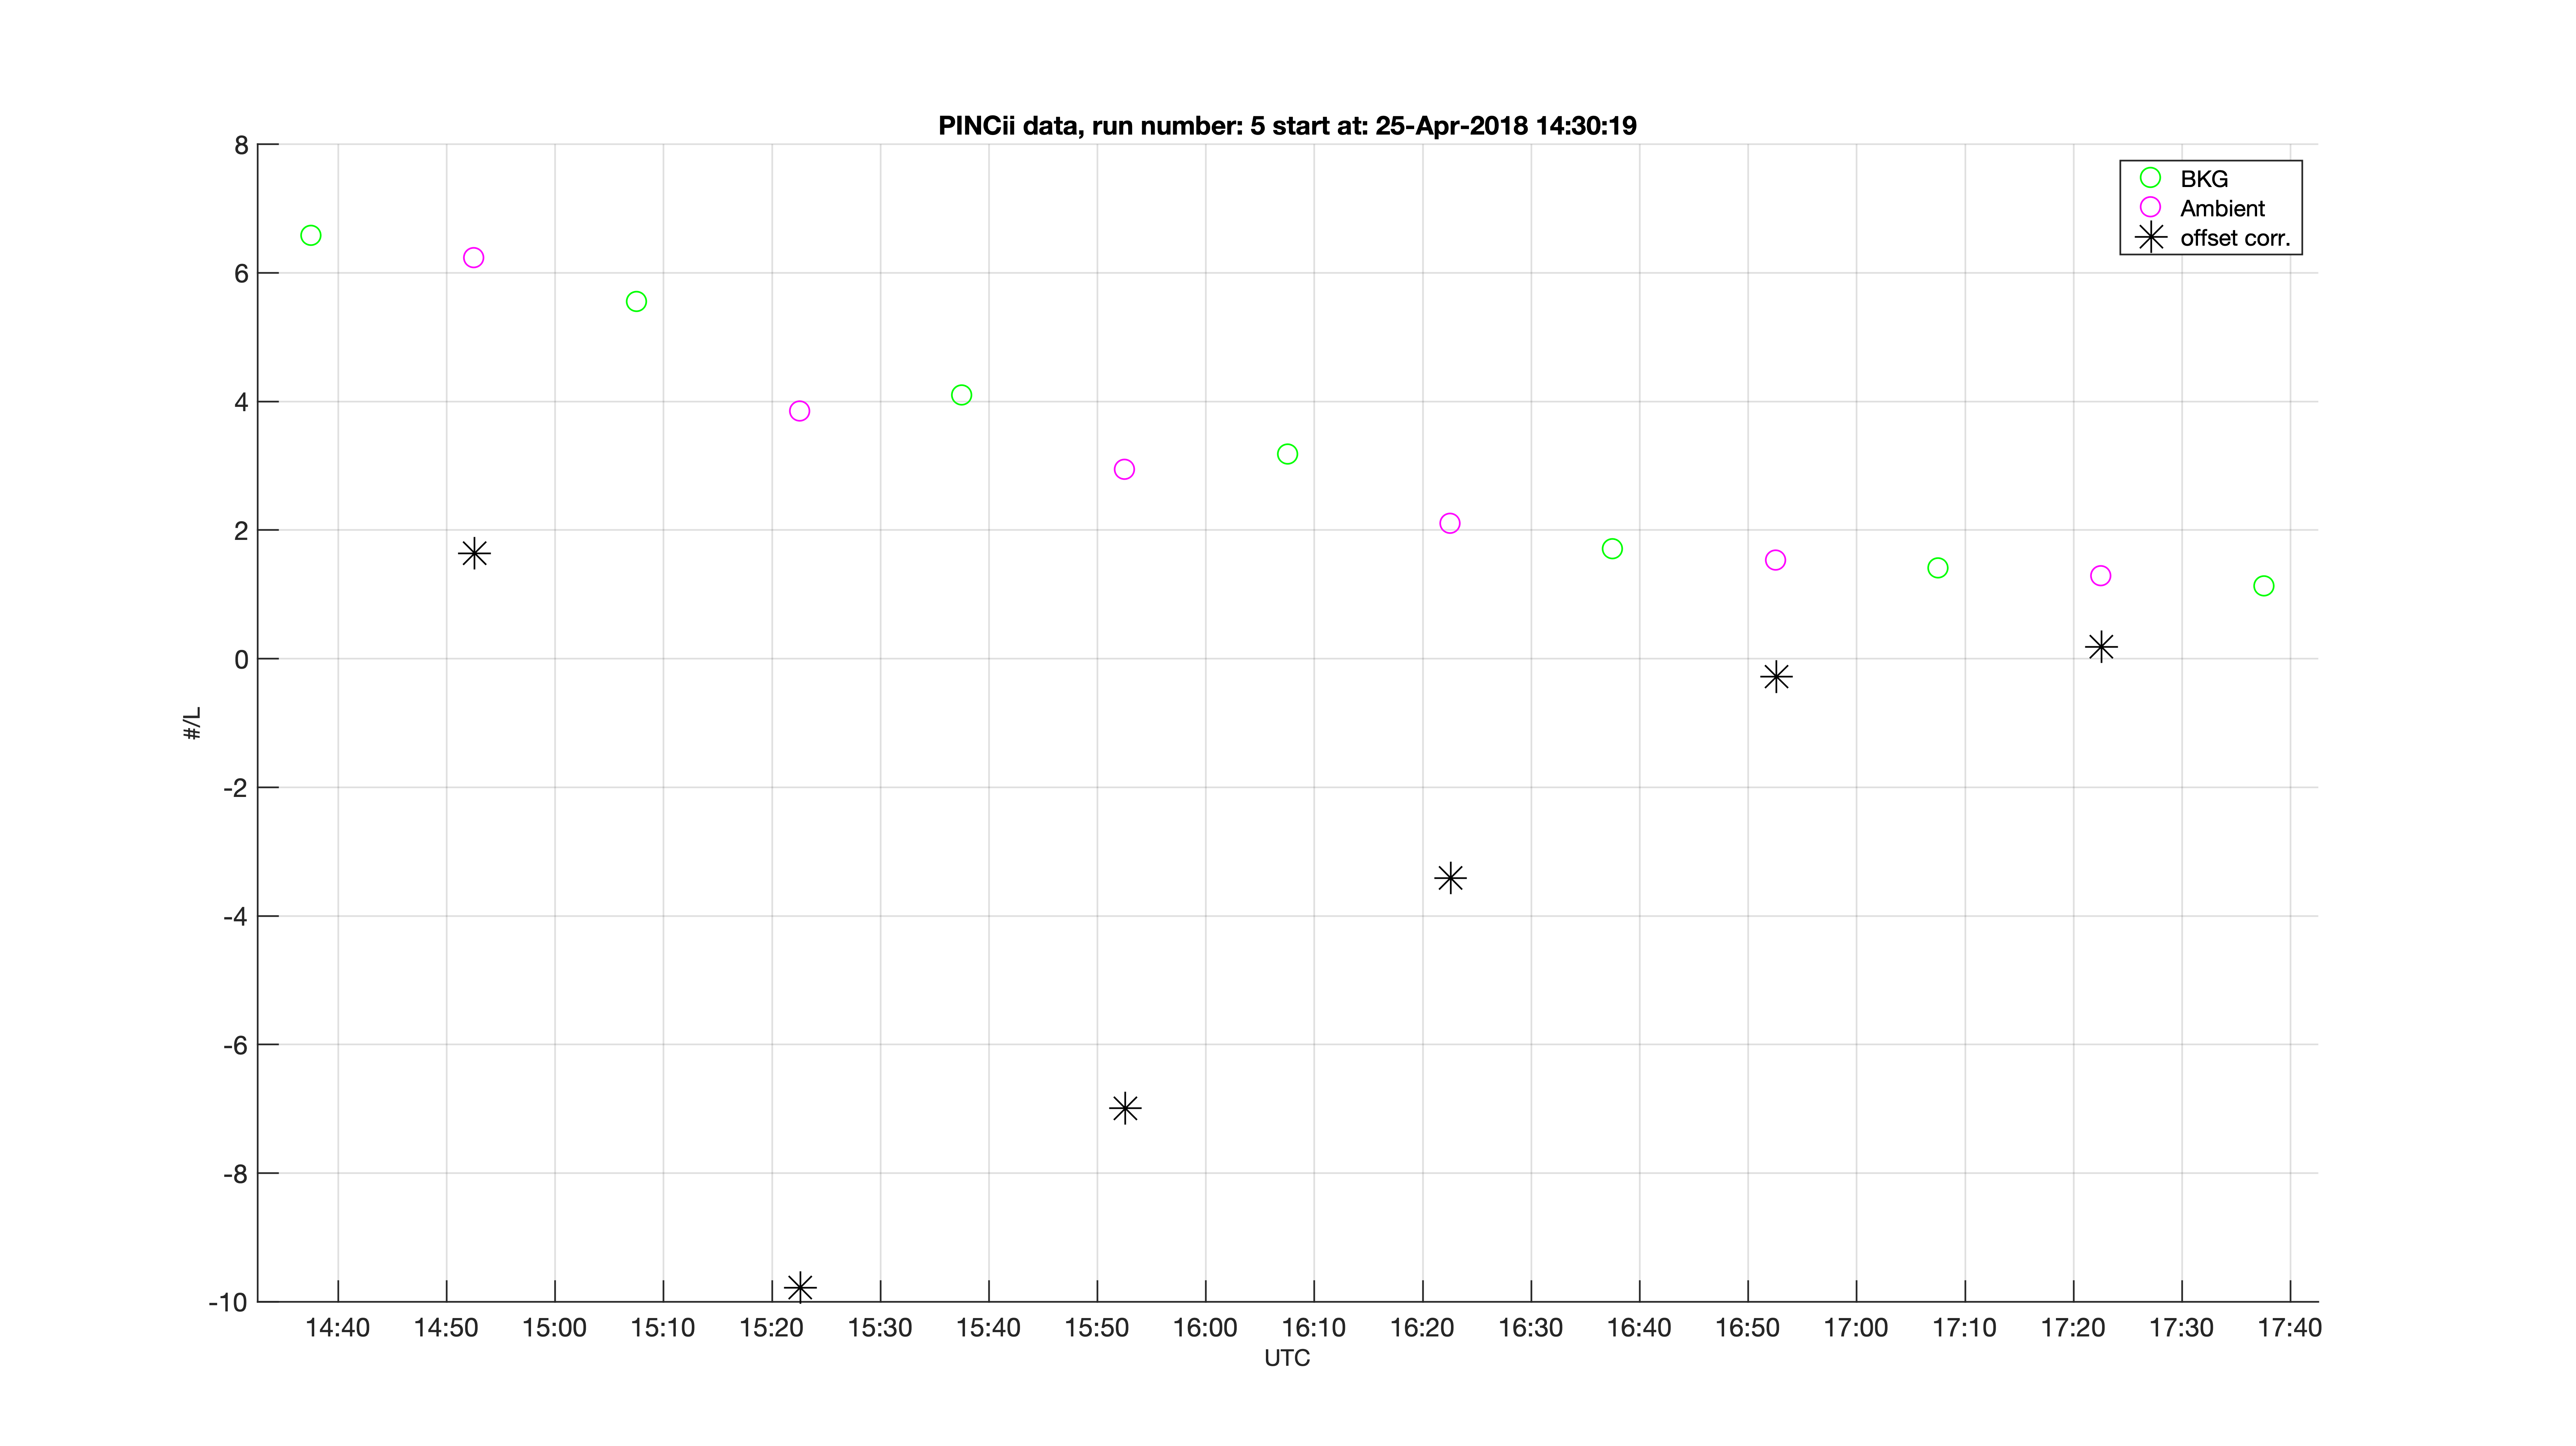 PINCii data, run number: 5 start at: 25-Apr-2018 14:30:19
8
6
4
2
0
-2
-4
-6
-8
-10
#/L
BKG
Ambient
offset corr.
14:40 14:50 15:00 15:10 15:20 15:30 15:40 15:50 16:00 16:10 16:20 16:30 16:40 16:50 17:00 17:10 17:20 17:30 17:40
UTC